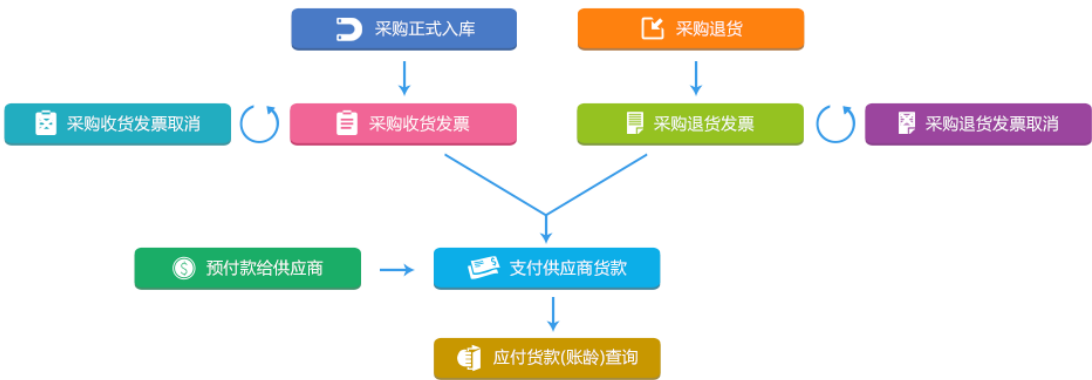 采购正式入库
采购退货
采购收货发票取消
采购收货发票
采购退货发票
采购退货发票取消
预付款给供应商
支付供应商货款
应付货款(账龄)查询